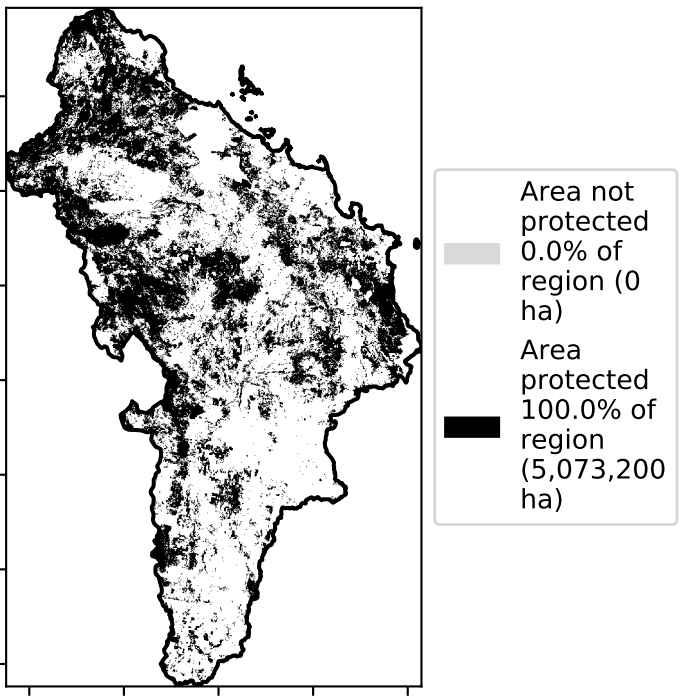 Area not
protected
0.0% of
region (0
ha)
Area
protected
100.0% of
region
(5,073,200
ha)